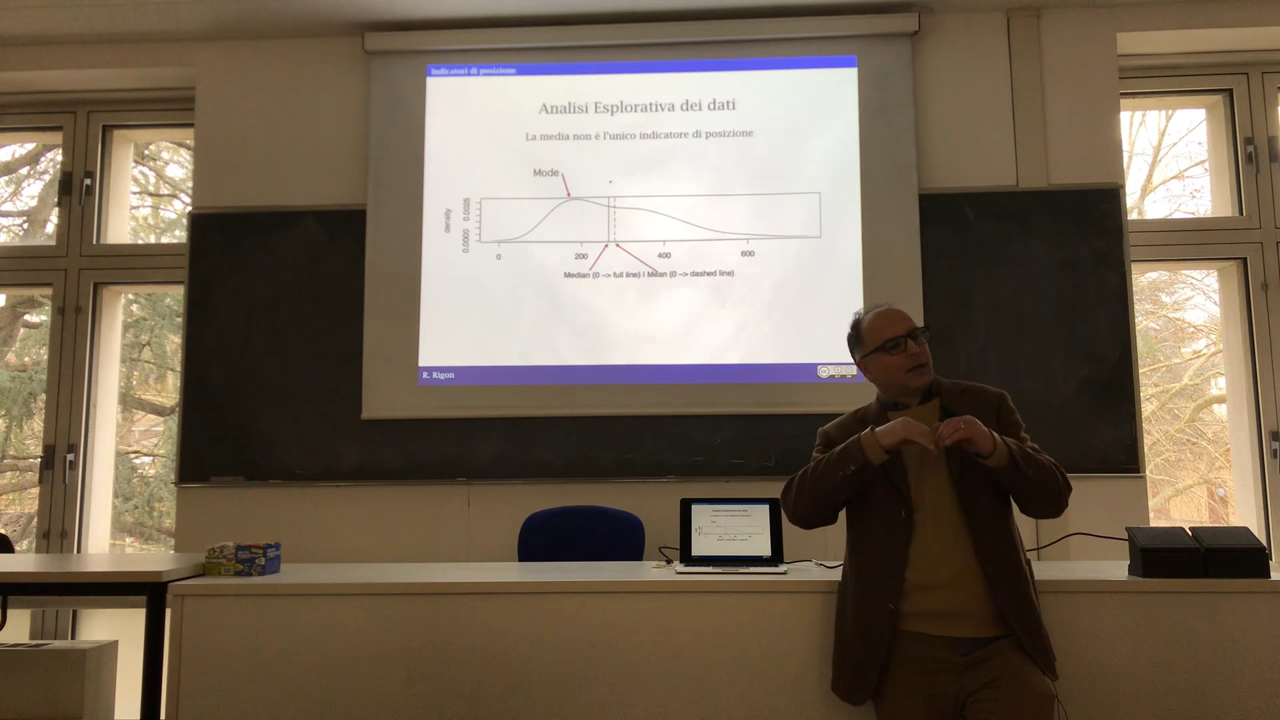 Indicatori di posizione
Analisi Esplorativa dei dati
La media non è l'unico indicatore di posizione
Mode
density
0.0000 0.0025
0 200 400 600
Median (0 -> full line) | Mean (0 -> dashed line)
R. Rigon